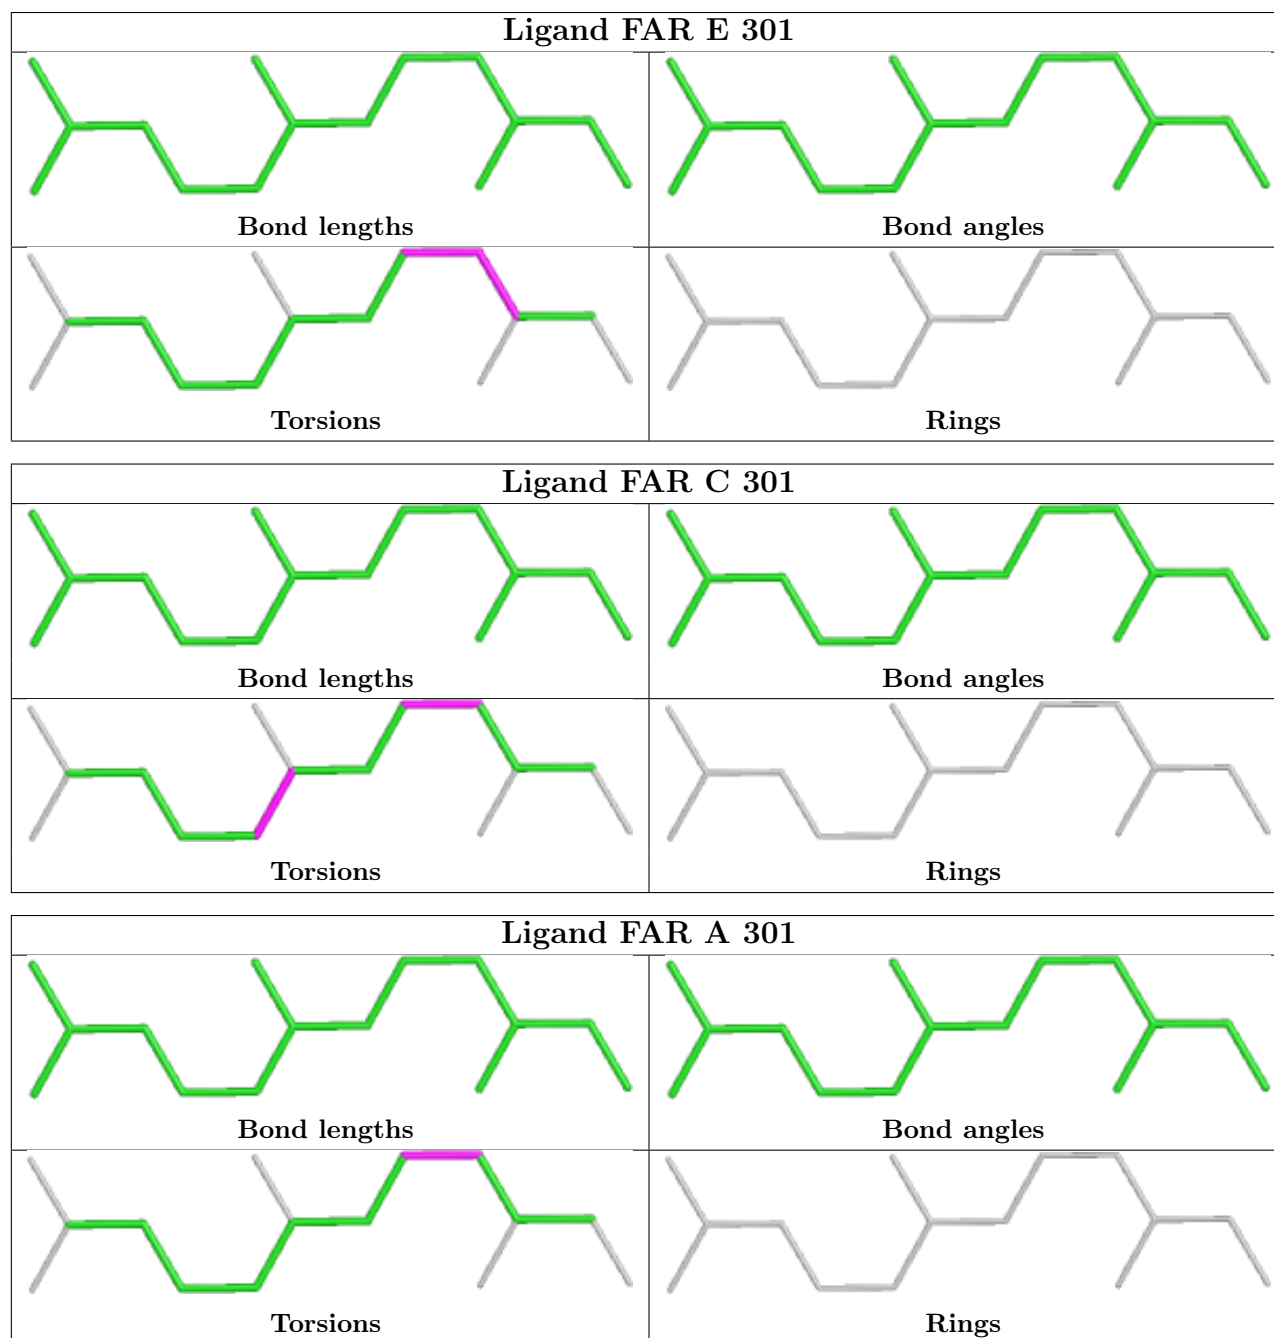 Ligand FAR E 301
Bond lengths
Bond angles
Torsions
Rings
Ligand FAR C 301
Bond lengths
Bond angles
Torsions
Rings
Ligand FAR A 301
Bond lengths
Bond angles
Torsions
Rings